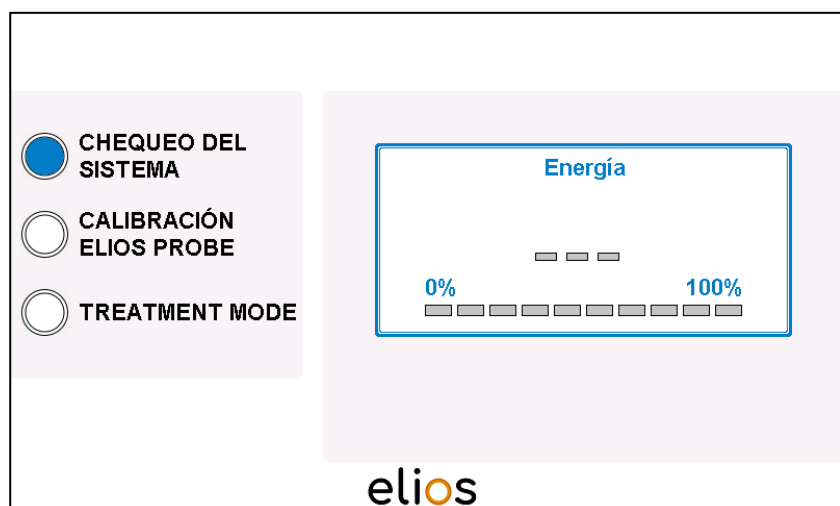 CHEQUEO DEL
SISTEMA
CALIBRACIÓN
ELIOS PROBE
TREATMENT MODE
Energía
---
0% 100%
elios